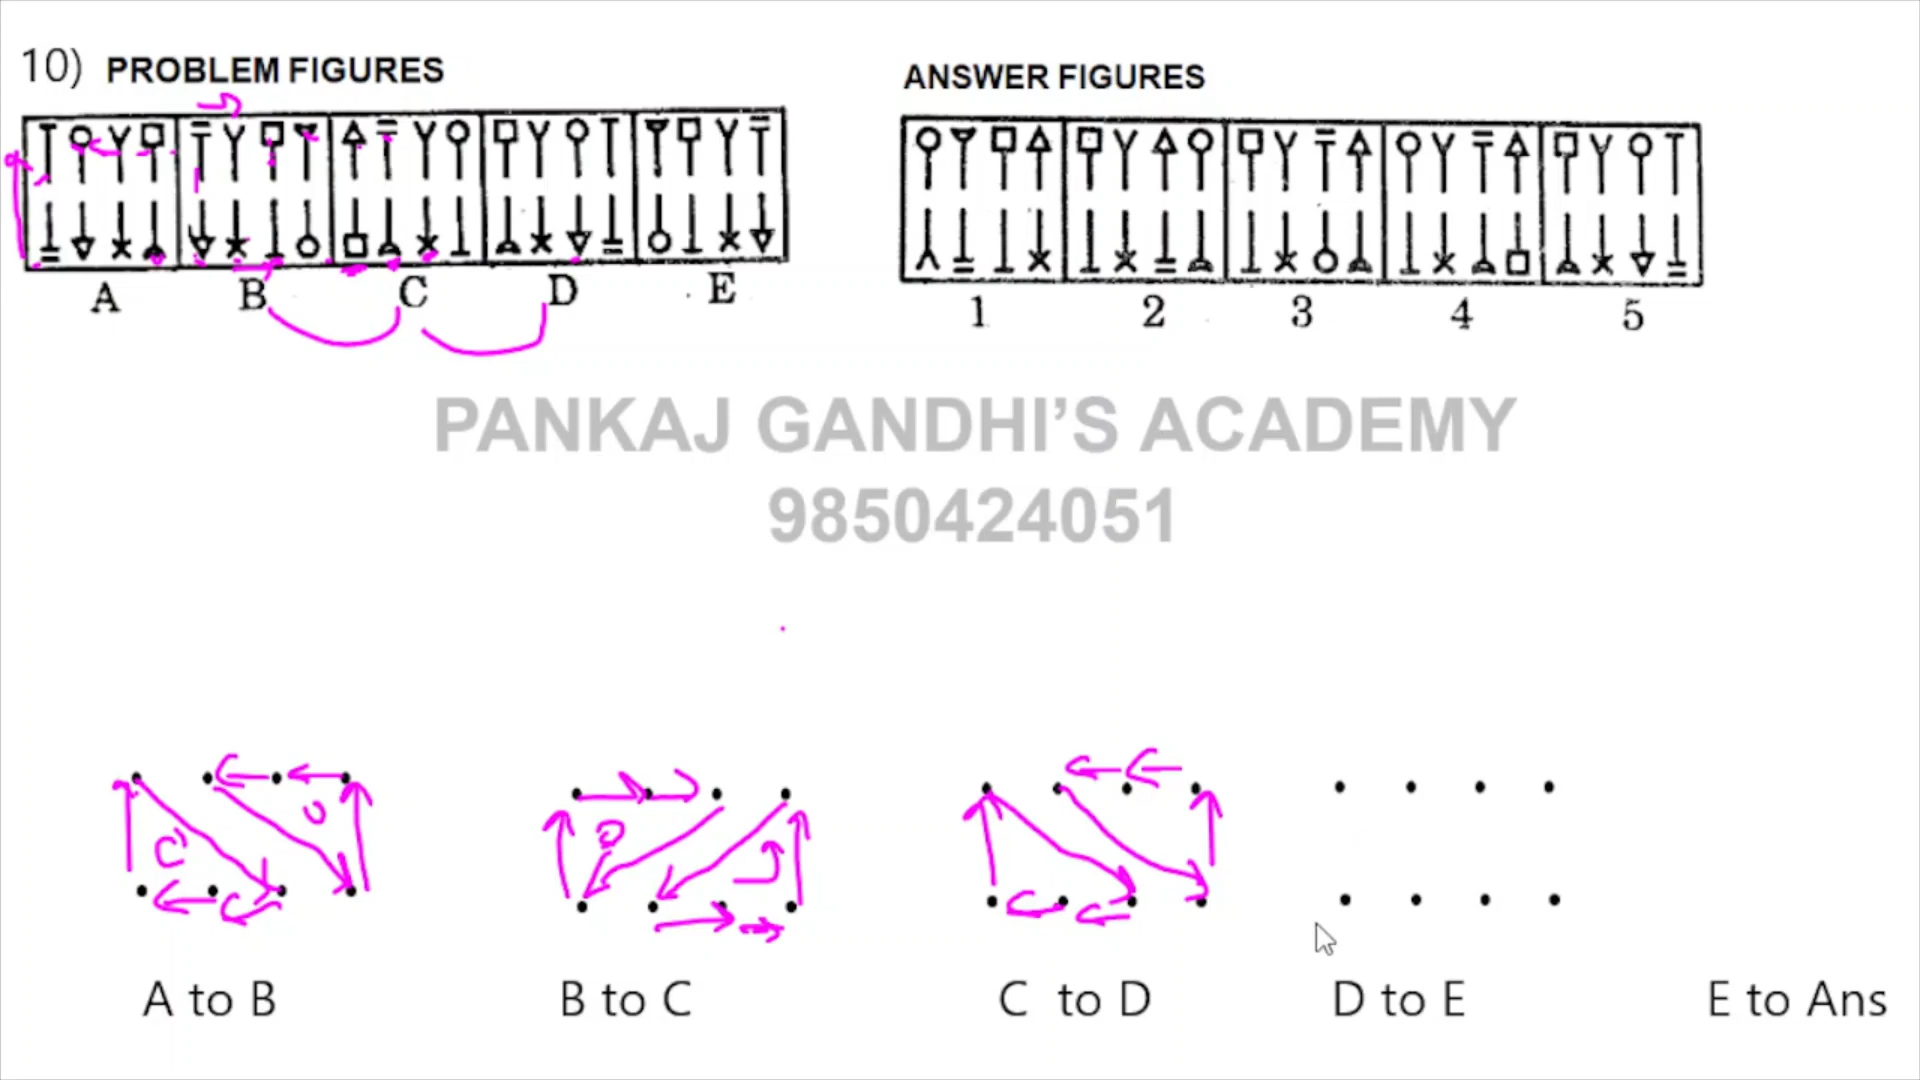 10) PROBLEM FIGURES
ANSWER FIGURES
A B C D E
1 2 3 4 5
PANKAJ GANDHI’S ACADEMY
9850424051
A to B
B to C
C to D
D to E
E to Ans